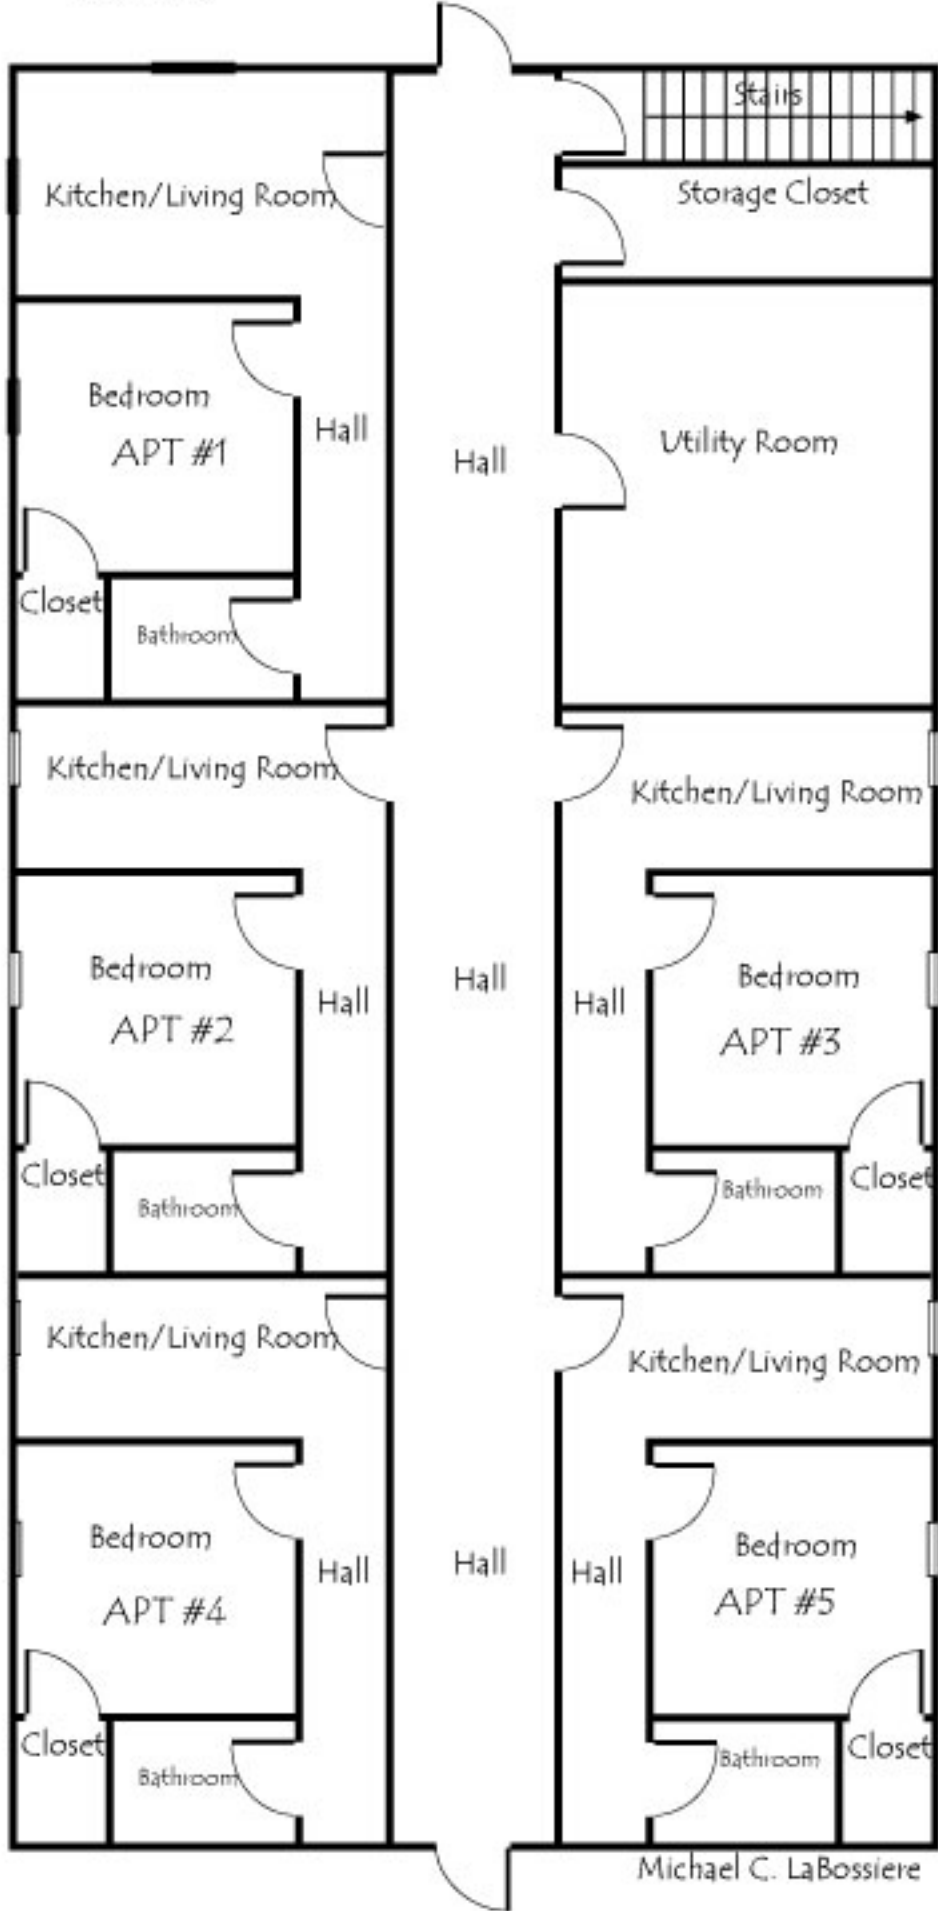 Stairs
Kitchen/Living Room
Storage Closet
Bedroom
APT #1
Hall
Hall
Utility Room
Closet
Bathroom
Kitchen/Living Room
Kitchen/Living Room
Bedroom
APT #2
Hall
Hall
Hall
Bedroom
APT #3
Closet
Bathroom
Bathroom
Closet
Kitchen/Living Room
Kitchen/Living Room
Bedroom
APT #4
Hall
Hall
Hall
Bedroom
APT #5
Closet
Bathroom
Bathroom
Closet
Michael C. LaBossiere